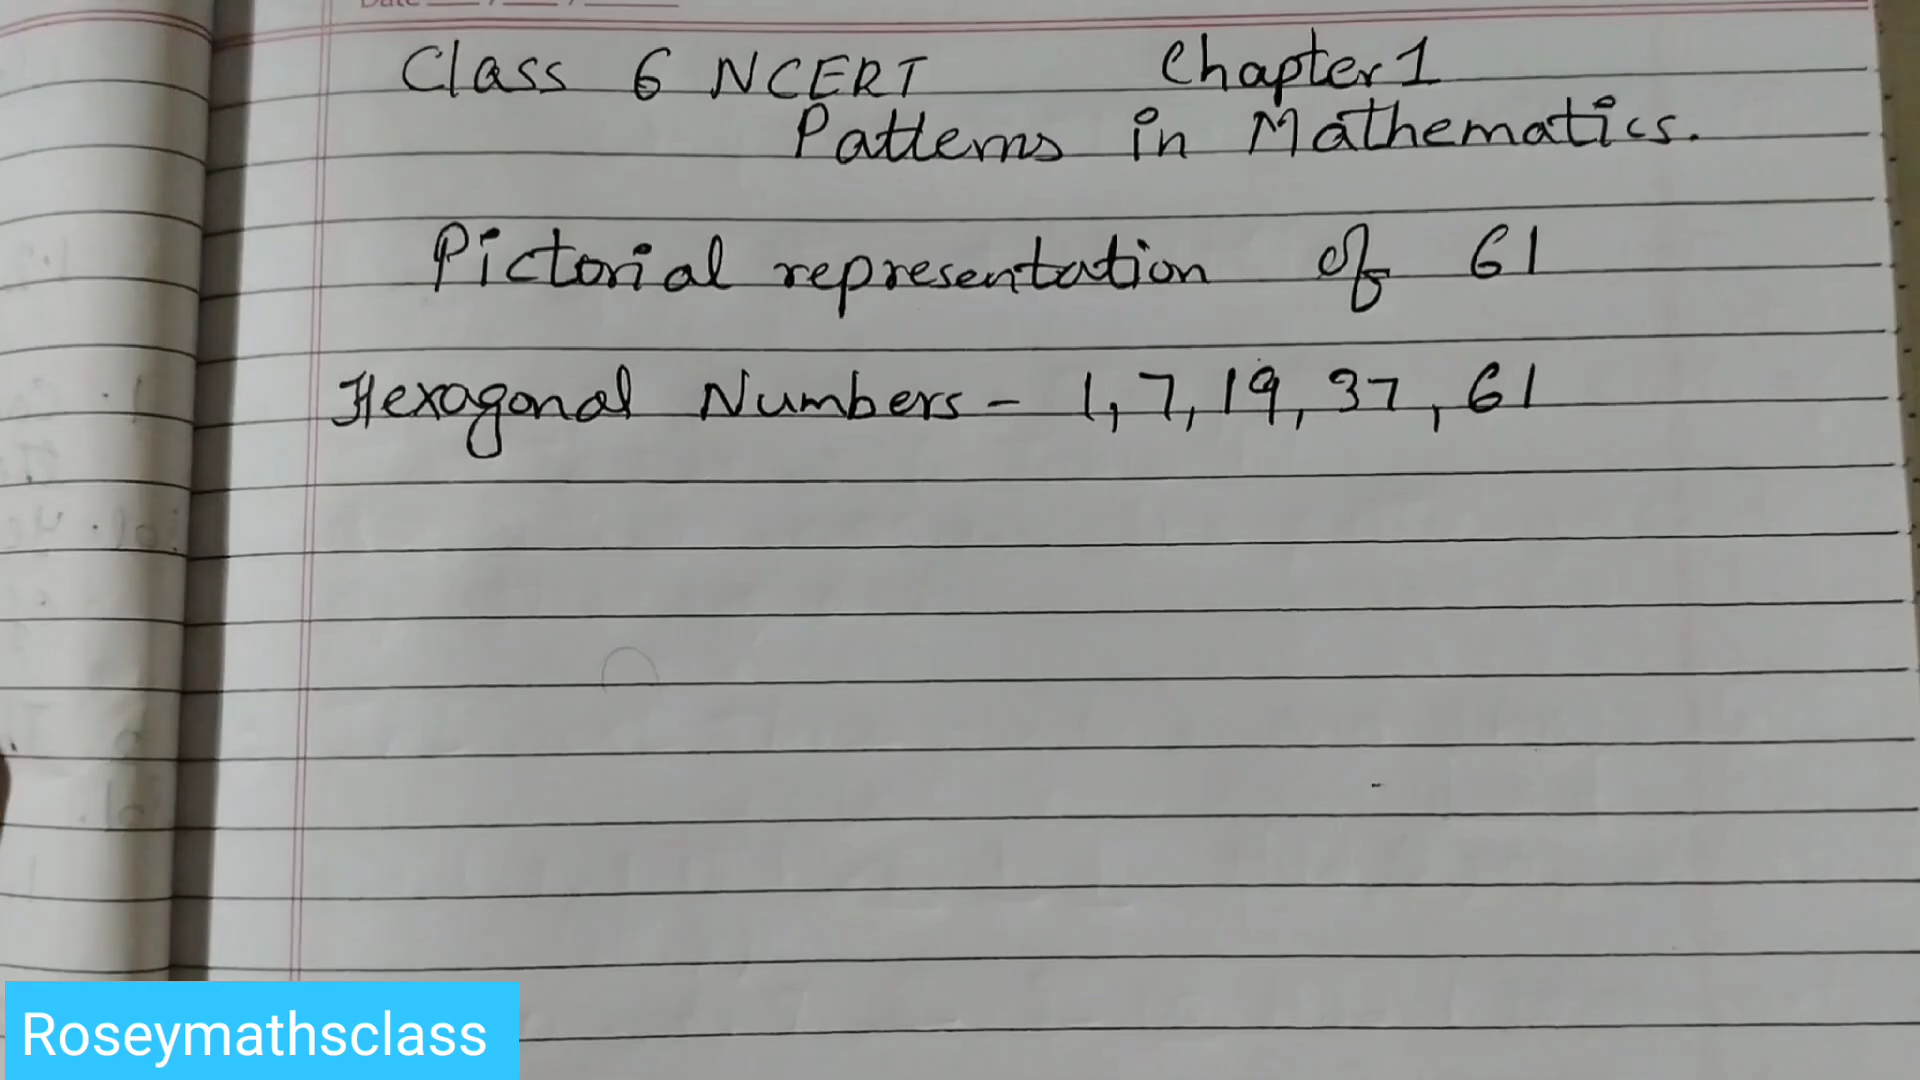 Class 6 NCERT Chapter 1
Patterns in Mathematics.
Pictorial representation of 61
Hexagonal Numbers - 1, 7, 19, 37, 61
Roseymathsclass